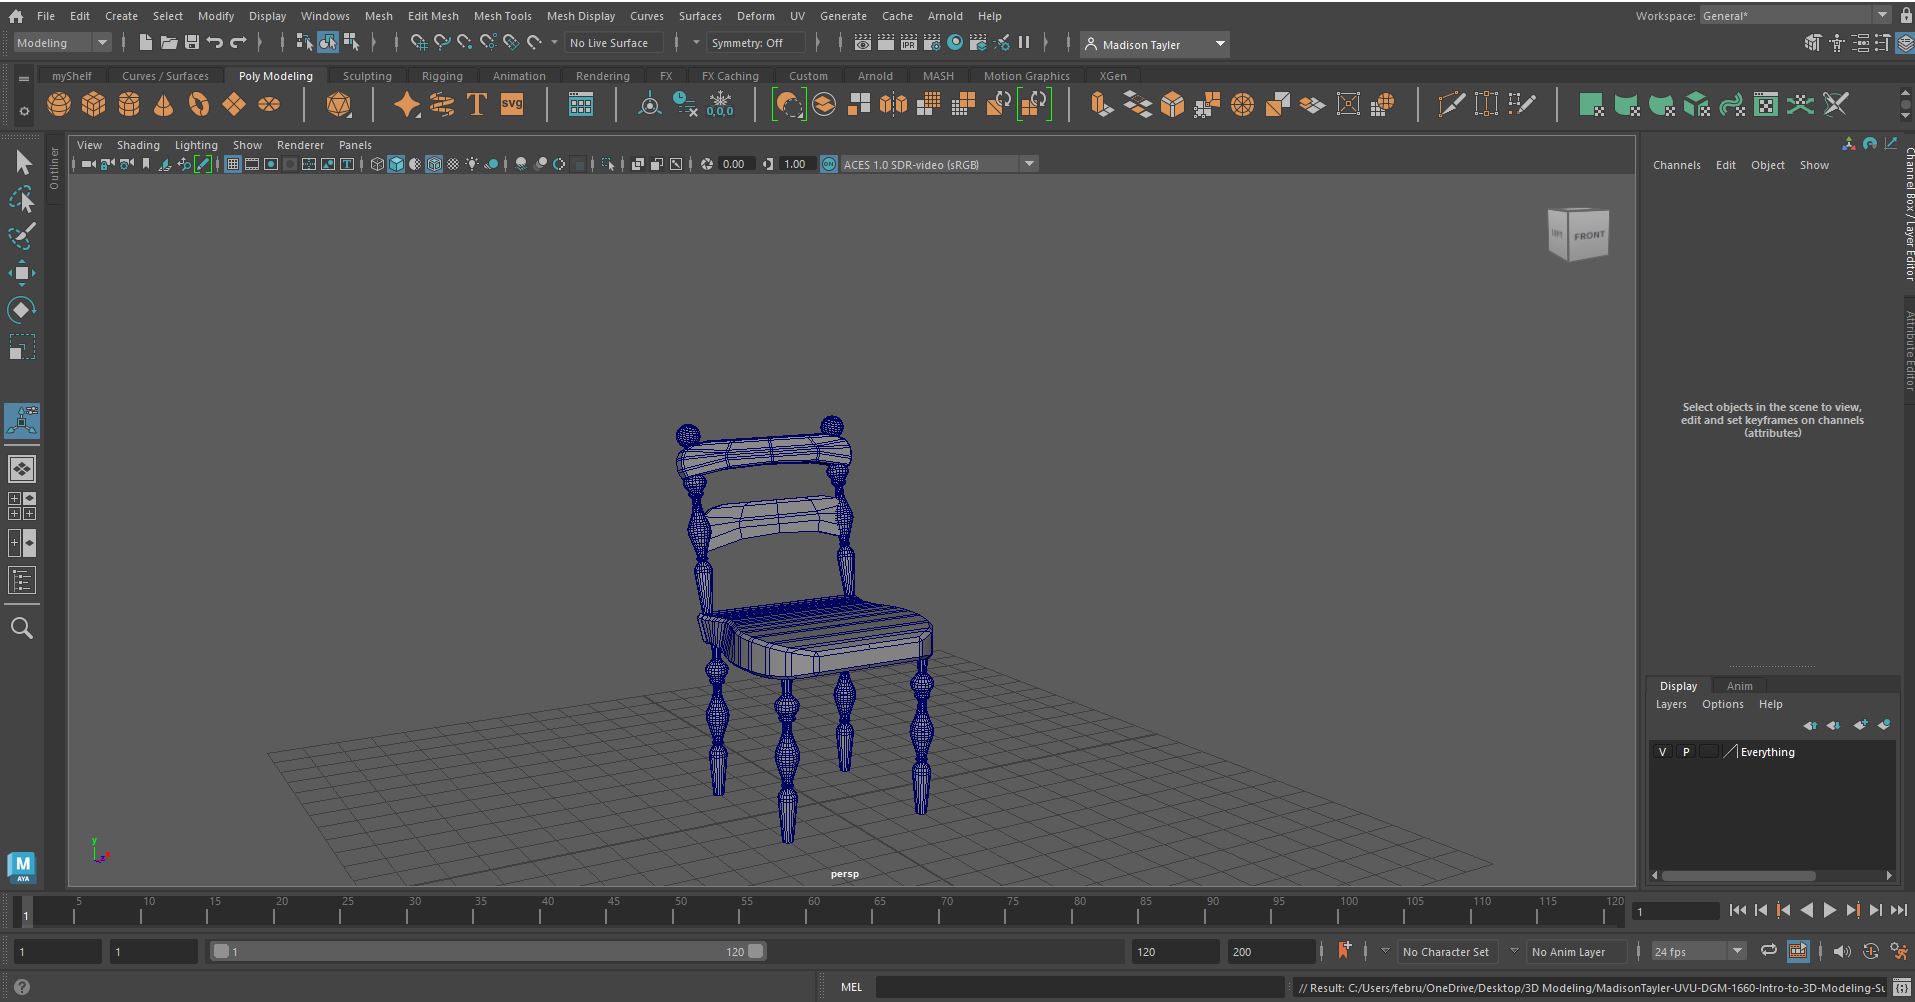 File Edit Create Select Modify Display Windows Mesh Edit Mesh Mesh Tools Mesh Display Curves Surfaces Deform UV Generate Cache Arnold Help Workspace: General*
Modeling No Live Surface Symmetry: Off IPR Madison Tayler
myShelf Curves / Surfaces Poly Modeling Sculpting Rigging Animation Rendering FX FX Caching Custom Arnold MASH Motion Graphics XGen
T SVG 0,0,0
View Shading Lighting Show Renderer Panels
0.00 1.00 ON ACES 1.0 SDR-video (sRGB)
Outliner
Channels Edit Object Show
Channel Box / Layer Editor
Attribute Editor
LEFT FRONT
Select objects in the scene to view,
edit and set keyframes on channels
(attributes)
Display Anim
Layers Options Help
V P Everything
y
x
z
persp
M
AYA
1 5 10 15 20 25 30 35 40 45 50 55 60 65 70 75 80 85 90 95 100 105 110 115 120 1
1 1 1 120 120 200 No Character Set No Anim Layer 24 fps
MEL // Result: C:/Users/febru/OneDrive/Desktop/3D Modeling/MadisonTayler-UVU-DGM-1660-Intro-to-3D-Modeling-Su